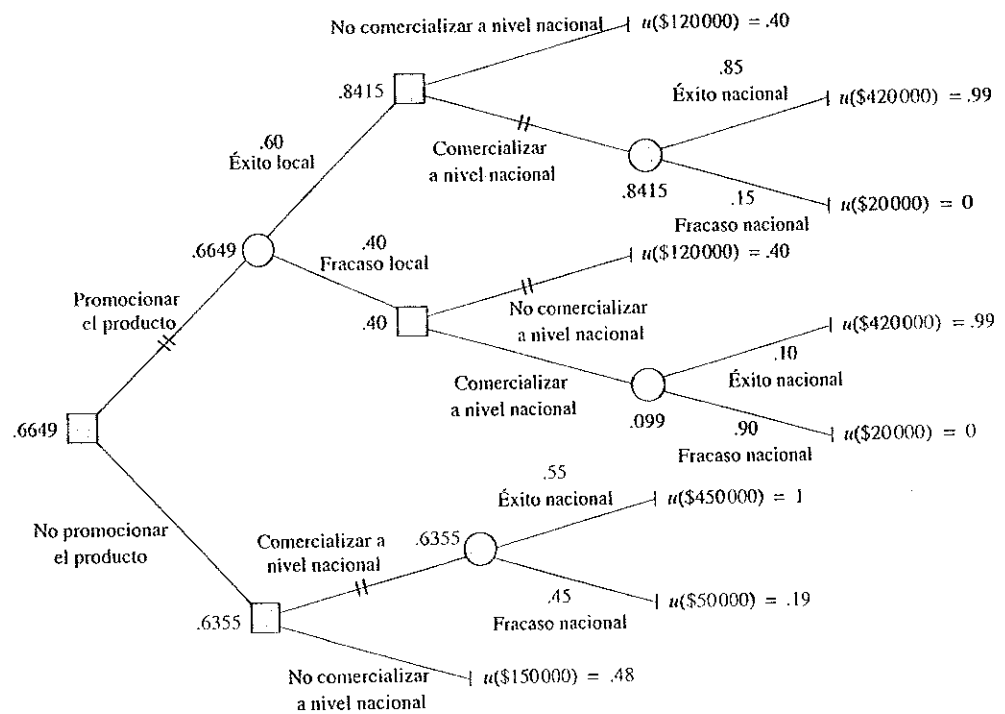 No comercializar a nivel nacional
u($120000) = .40
.8415
.85
Éxito nacional
u($420000) = .99
.60
Éxito local
Comercializar
a nivel nacional
.8415
.15
Fracaso nacional
u($20000) = 0
.6649
.40
Fracaso local
u($120000) = .40
Promocionar
el producto
.40
No comercializar
a nivel nacional
u($420000) = .99
.10
Éxito nacional
Comercializar
a nivel nacional
.099
.90
Fracaso nacional
u($20000) = 0
.6649
.55
Éxito nacional
u($450000) = 1
No promocionar
el producto
Comercializar a
nivel nacional
.6355
.45
Fracaso nacional
u($50000) = .19
.6355
No comercializar
a nivel nacional
u($150000) = .48